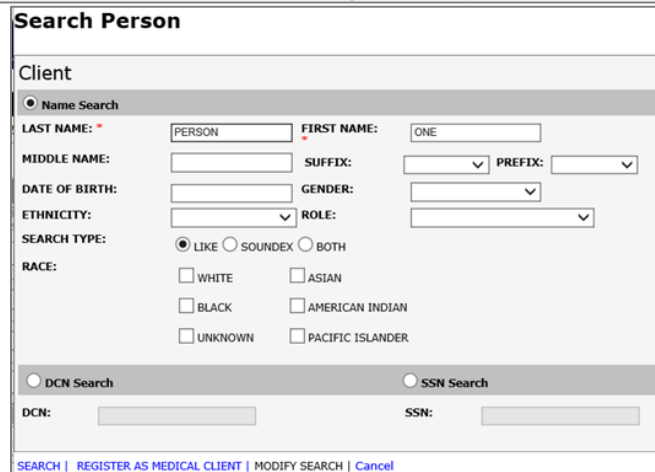 Search Person
Client
Name Search
LAST NAME: * PERSON FIRST NAME: * ONE
MIDDLE NAME: SUFFIX: PREFIX:
DATE OF BIRTH: GENDER:
ETHNICITY: ROLE:
SEARCH TYPE: LIKE SOUNDEX BOTH
RACE: WHITE ASIAN
BLACK AMERICAN INDIAN
UNKNOWN PACIFIC ISLANDER
DCN Search SSN Search
DCN: SSN:
SEARCH | REGISTER AS MEDICAL CLIENT | MODIFY SEARCH | Cancel